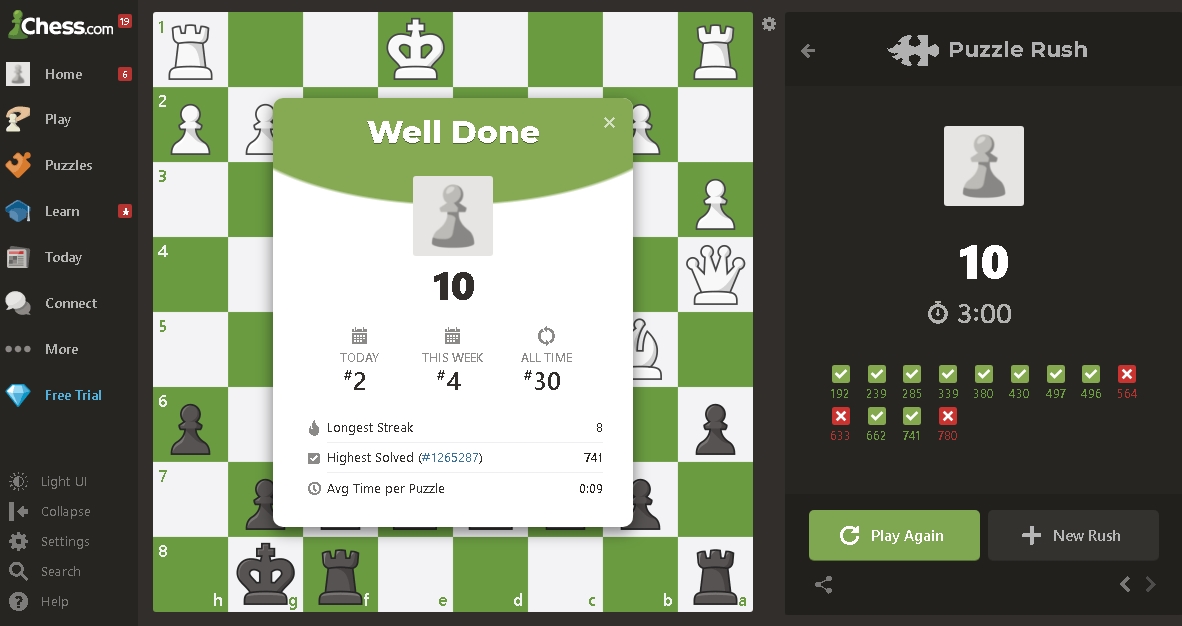 Chess.com 19
Home 6
Play
Puzzles
Learn
Today
Connect
More
Free Trial
Light UI
Collapse
Settings
Search
Help
1
2
3
4
5
6
7
8
h g f e d c b a
Well Done
10
TODAY THIS WEEK ALL TIME
#2 #4 #30
Longest Streak 8
Highest Solved (#1265287) 741
Avg Time per Puzzle 0:09
Puzzle Rush
10
3:00
192 239 285 339 380 430 497 496 564
633 662 741 780
Play Again New Rush